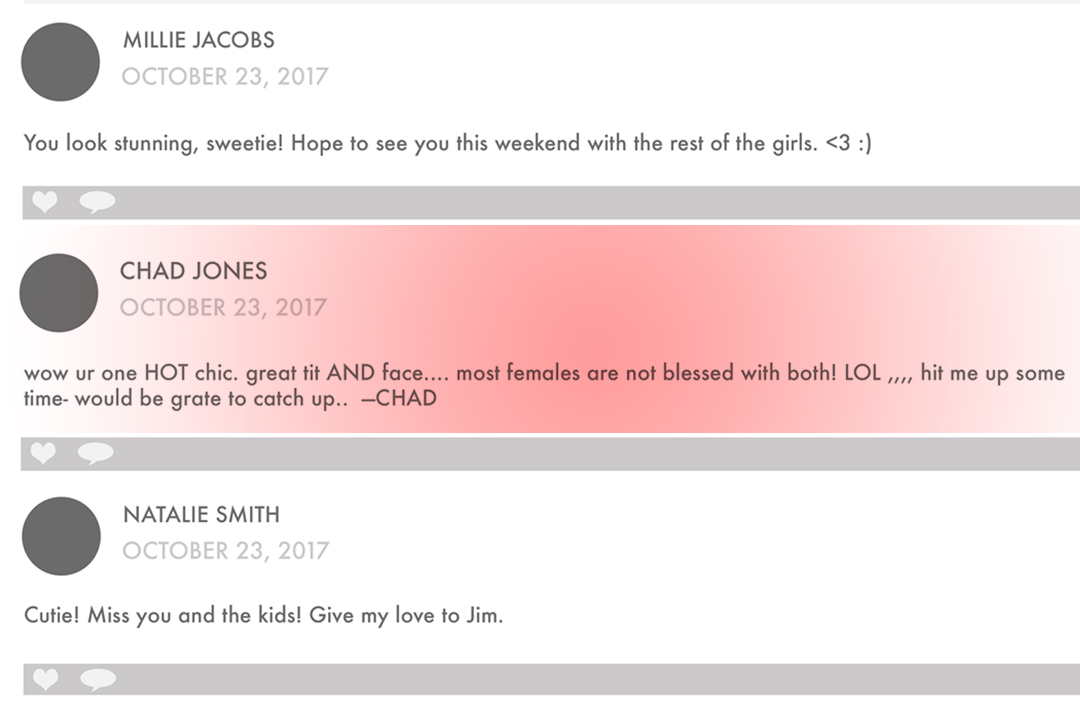 MILLIE JACOBS
OCTOBER 23, 2017
You look stunning, sweetie! Hope to see you this weekend with the rest of the girls. <3 :)
CHAD JONES
OCTOBER 23, 2017
wow ur one HOT chic. great tit AND face.... most females are not blessed with both! LOL ,,,, hit me up some
time- would be grate to catch up.. —CHAD
NATALIE SMITH
OCTOBER 23, 2017
Cutie! Miss you and the kids! Give my love to Jim.